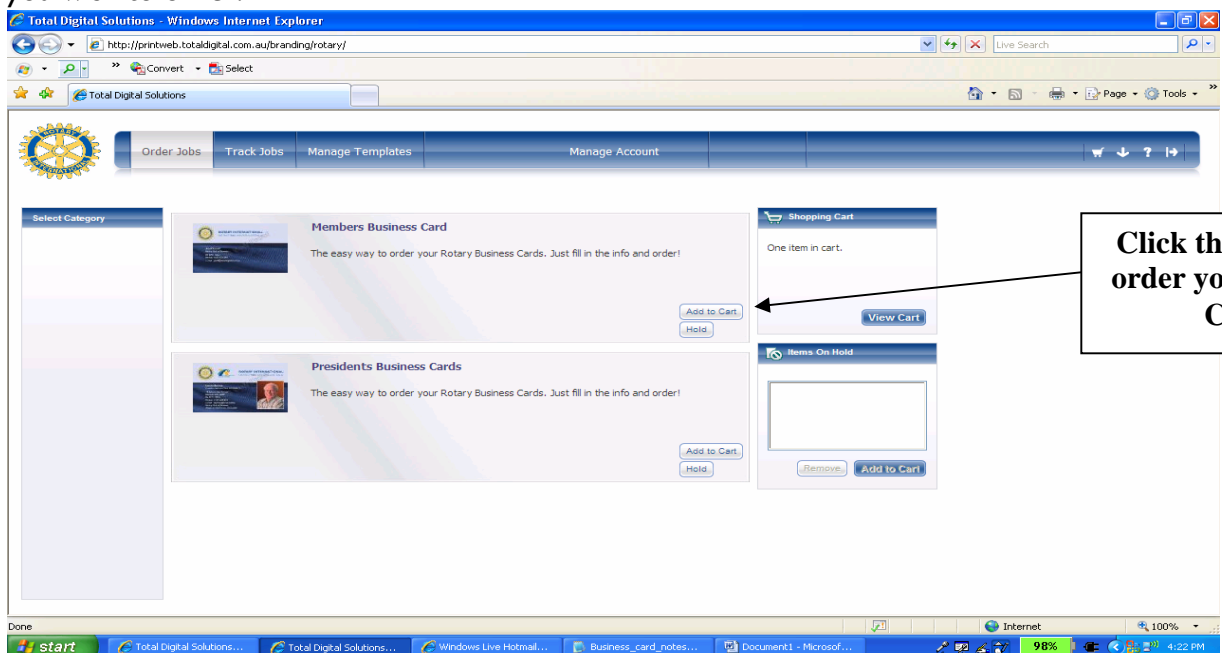 Total Digital Solutions - Windows Internet Explorer
http://printweb.totaldigital.com.au/branding/rotary/
Live Search
» Convert Select
Total Digital Solutions
Page Tools »
ROTARY INTERNATIONAL
Order Jobs Track Jobs Manage Templates Manage Account
?
Select Category
Members Business Card
The easy way to order your Rotary Business Cards. Just fill in the info and order!
Add to Cart
Hold
Shopping Cart
One item in cart.
View Cart
Click th
order yo
C
Presidents Business Cards
The easy way to order your Rotary Business Cards. Just fill in the info and order!
Add to Cart
Hold
Items On Hold
Remove Add to Cart
Done
Internet 100%
start Total Digital Solutions... Total Digital Solutions... Windows Live Hotmail... Business_card_notes... Document1 - Microsof... 98% 4:22 PM